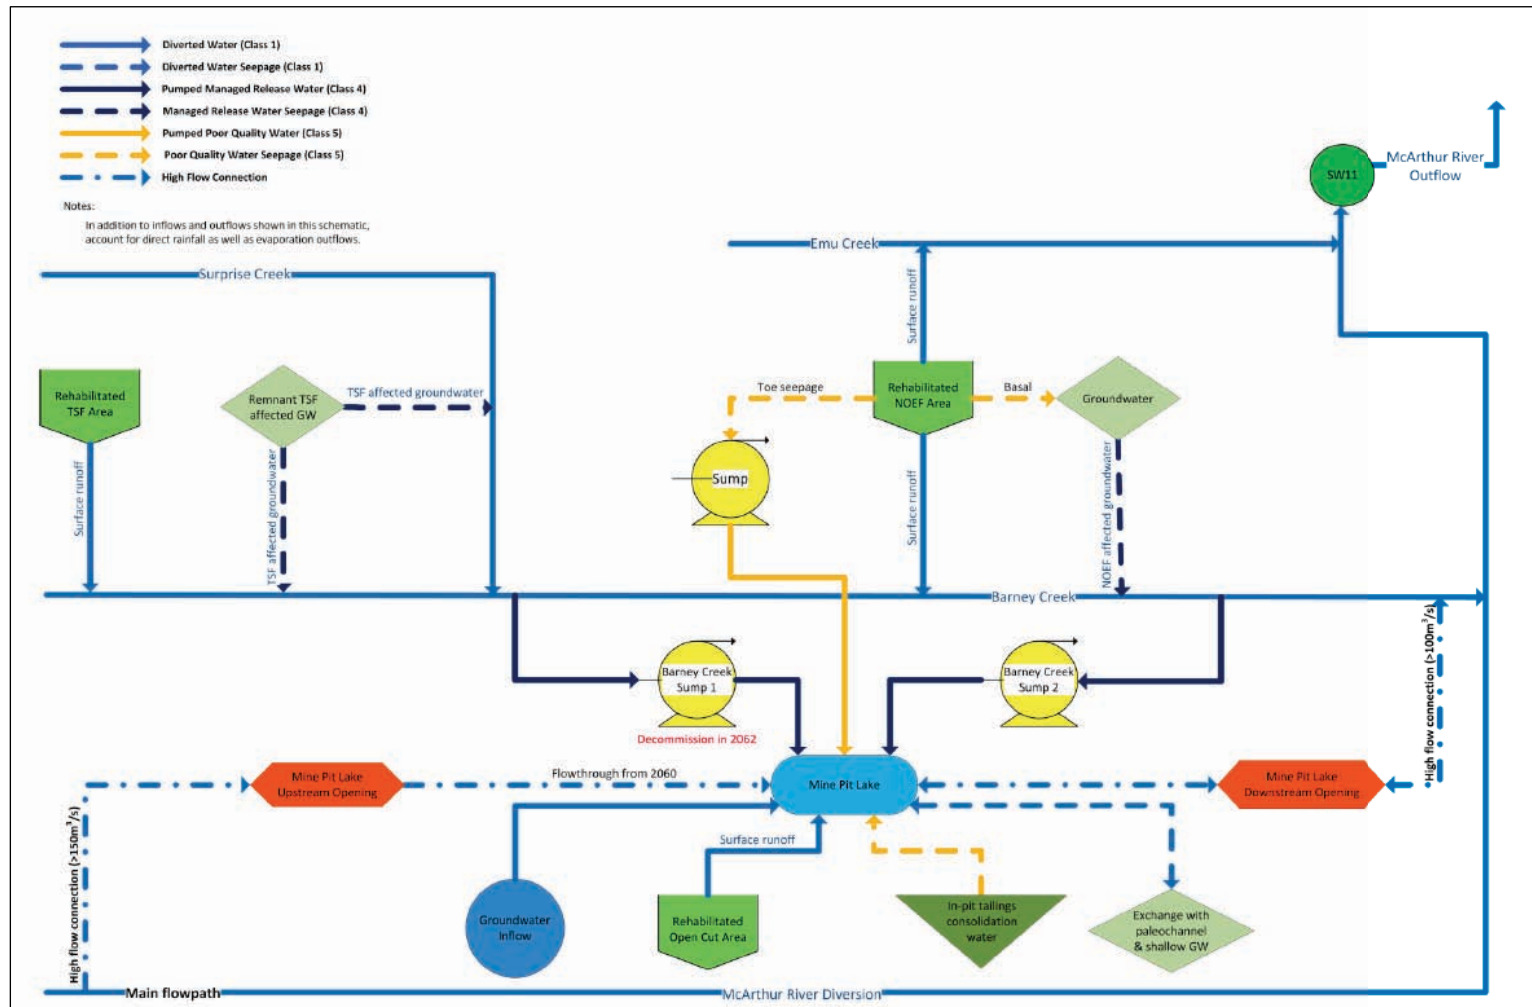 Diverted Water (Class 1)
Diverted Water Seepage (Class 1)
Pumped Managed Release Water (Class 4)
Managed Release Water Seepage (Class 4)
Pumped Poor Quality Water (Class 5)
Poor Quality Water Seepage (Class 5)
High Flow Connection
Notes:
In addition to inflows and outflows shown in this schematic,
account for direct rainfall as well as evaporation outflows.
SW11
McArthur River
Outflow
Emu Creek
Surprise Creek
Surface runoff
Rehabilitated
TSF Area
Remnant TSF
affected GW
TSF affected groundwater
Toe seepage
Rehabilitated
NOEF Area
Basal
Groundwater
Sump
Surface runoff
TSF affected groundwater
Surface runoff
NOEF affected groundwater
Barney Creek
Barney Creek
Sump 1
Decommission in 2062
Barney Creek
Sump 2
High flow connection (>100m³/s)
Mine Pit Lake
Upstream Opening
Flowthrough from 2060
Mine Pit Lake
Mine Pit Lake
Downstream Opening
High flow connection (>150m³/s)
Surface runoff
Groundwater
Inflow
Rehabilitated
Open Cut Area
In-pit tailings
consolidation
water
Exchange with
paleochannel
& shallow GW
Main flowpath
McArthur River Diversion